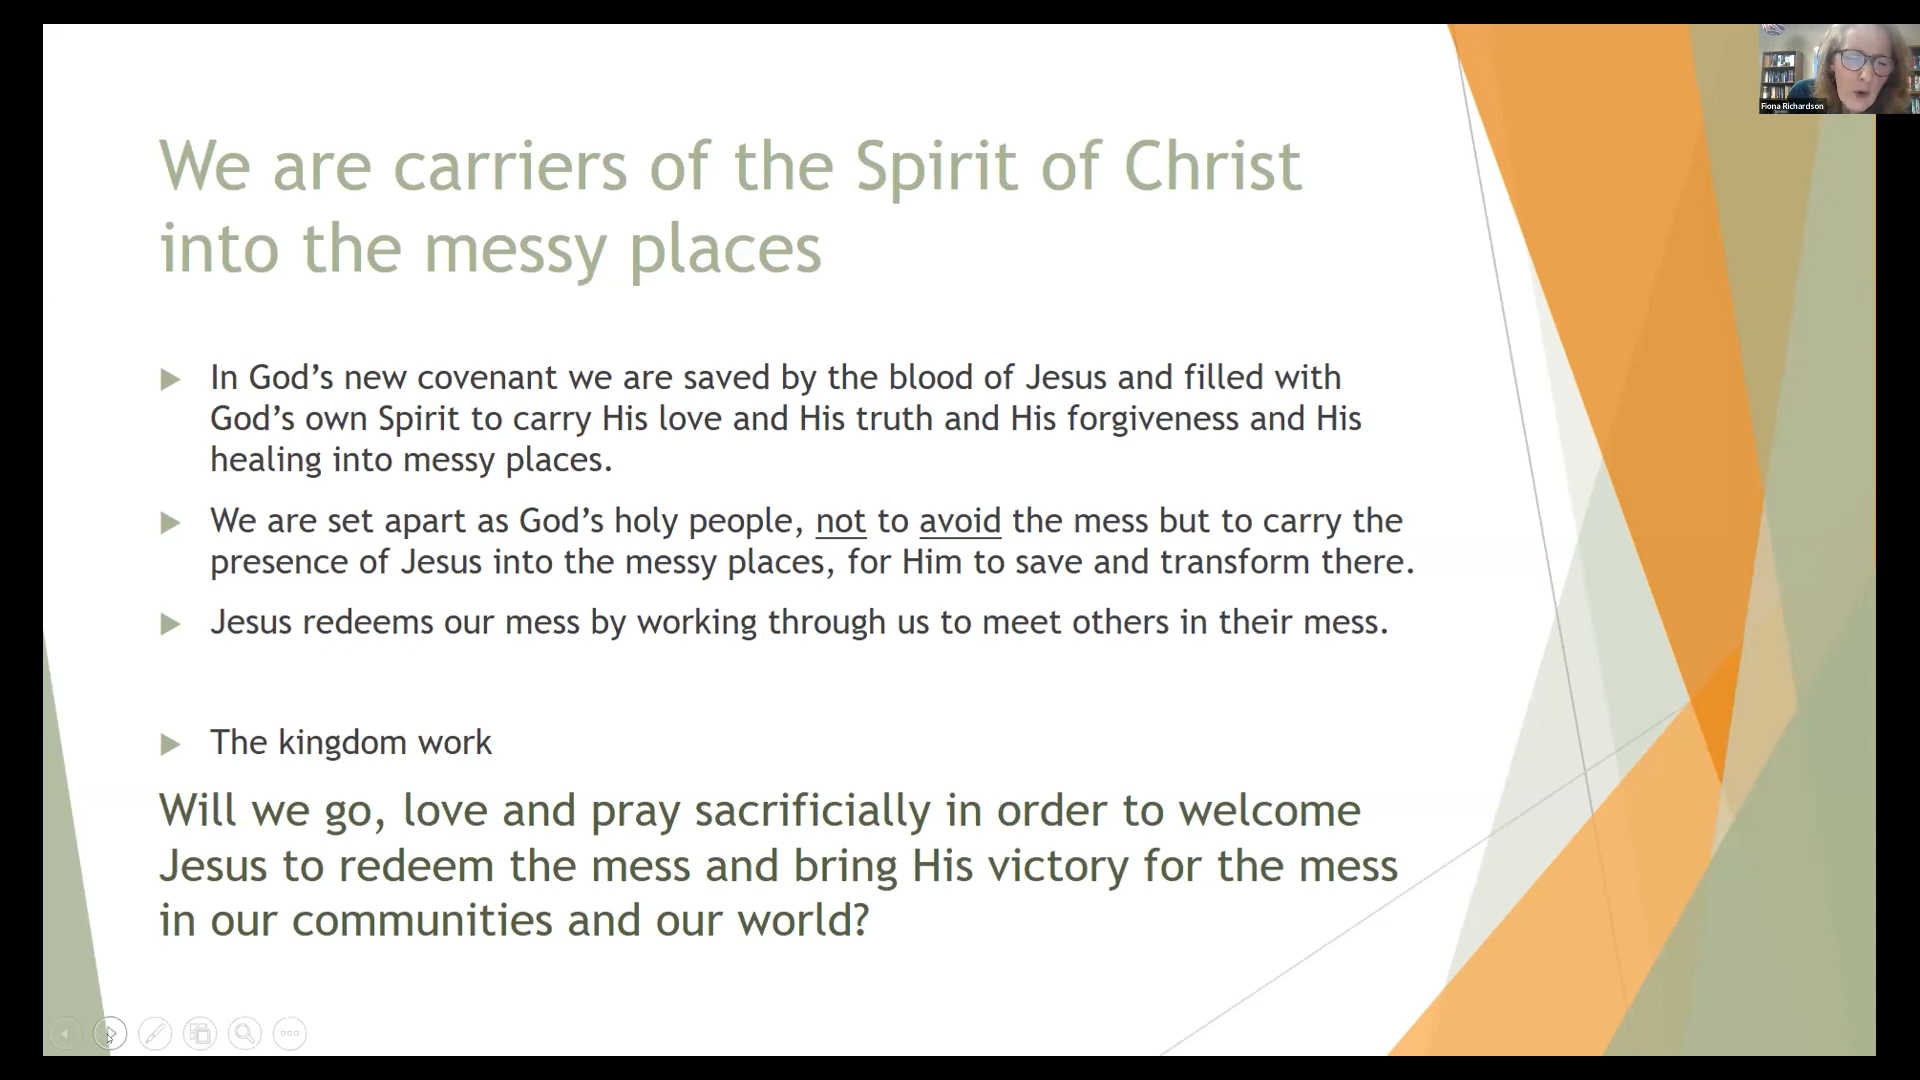 Fiona Richardson
We are carriers of the Spirit of Christ
into the messy places
In God’s new covenant we are saved by the blood of Jesus and filled with
God’s own Spirit to carry His love and His truth and His forgiveness and His
healing into messy places.
We are set apart as God’s holy people, not to avoid the mess but to carry the
presence of Jesus into the messy places, for Him to save and transform there.
Jesus redeems our mess by working through us to meet others in their mess.
The kingdom work
Will we go, love and pray sacrificially in order to welcome
Jesus to redeem the mess and bring His victory for the mess
in our communities and our world?